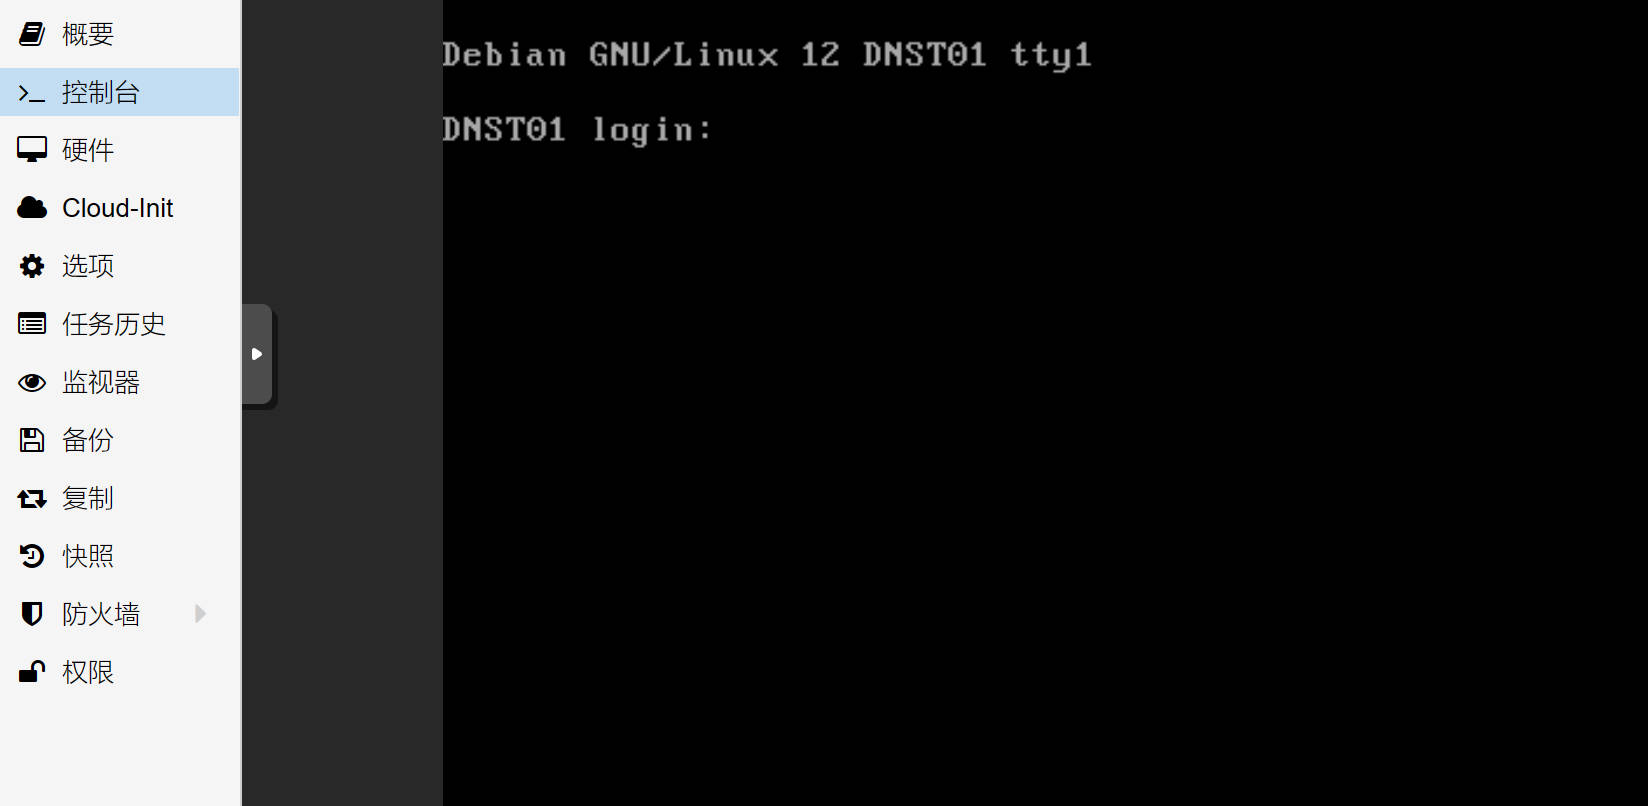 概要
控制台
硬件
Cloud-Init
选项
任务历史
监视器
备份
复制
快照
防火墙
权限
Debian GNU/Linux 12 DNST01 tty1
DNST01 login: